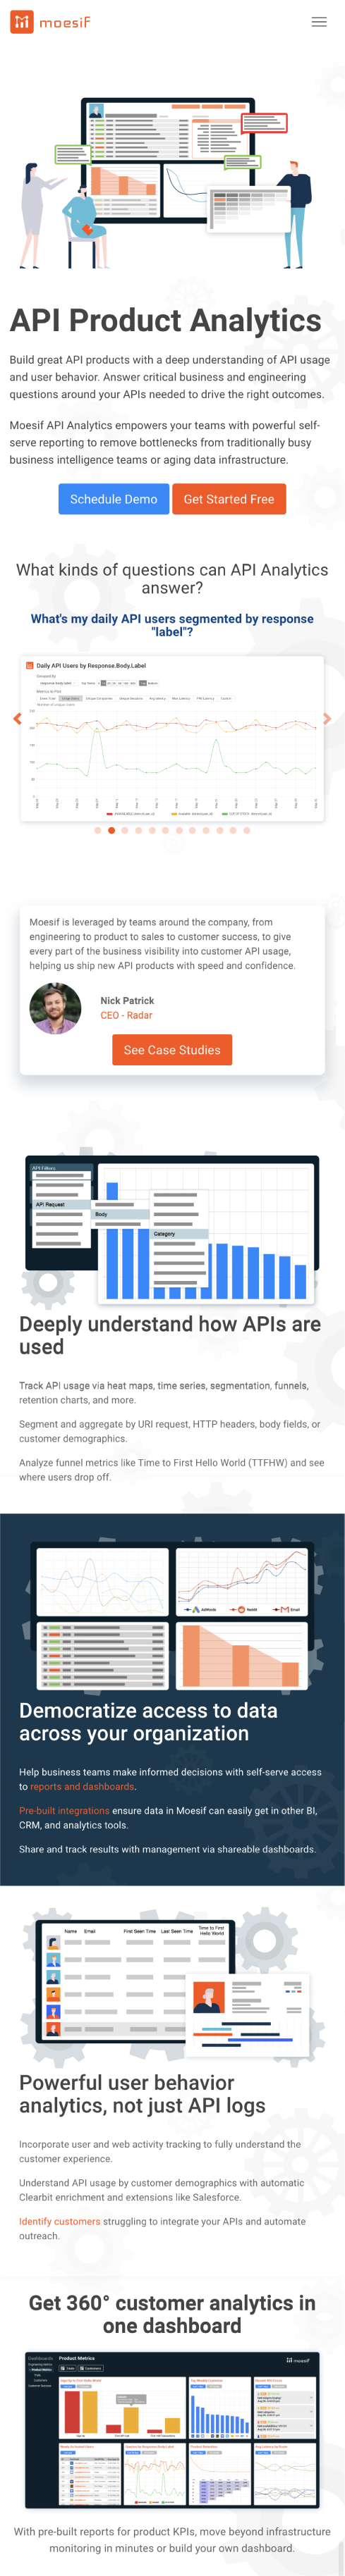 moesif
API Product Analytics
Build great API products with a deep understanding of API usage
and user behavior. Answer critical business and engineering
questions around your APIs needed to drive the right outcomes.
Moesif API Analytics empowers your teams with powerful self-
serve reporting to remove bottlenecks from traditionally busy
business intelligence teams or aging data infrastructure.
Schedule Demo Get Started Free
What kinds of questions can API Analytics
answer?
What's my daily API users segmented by response
"label"?
Daily API Users by Response.Body.Label
Moesif is leveraged by teams around the company, from
engineering to product to sales to customer success, to give
every part of the business visibility into customer API usage,
helping us ship new API products with speed and confidence.
Nick Patrick
CEO - Radar
See Case Studies
API Filters
API Request
Body
Category
Deeply understand how APIs are
used
Track API usage via heat maps, time series, segmentation, funnels,
retention charts, and more.
Segment and aggregate by URI request, HTTP headers, body fields, or
customer demographics.
Analyze funnel metrics like Time to First Hello World (TTFHW) and see
where users drop off.
AdWords Reddit Email
Democratize access to data
across your organization
Help business teams make informed decisions with self-serve access
to reports and dashboards.
Pre-built integrations ensure data in Moesif can easily get in other BI,
CRM, and analytics tools.
Share and track results with management via shareable dashboards.
Name Email First Seen Time Last Seen Time Time to First
Hello World
Powerful user behavior
analytics, not just API logs
Incorporate user and web activity tracking to fully understand the
customer experience.
Understand API usage by customer demographics with automatic
Clearbit enrichment and extensions like Salesforce.
Identify customers struggling to integrate your APIs and automate
outreach.
Get 360° customer analytics in
one dashboard
Dashboards Product Metrics moesif
With pre-built reports for product KPIs, move beyond infrastructure
monitoring in minutes or build your own dashboard.